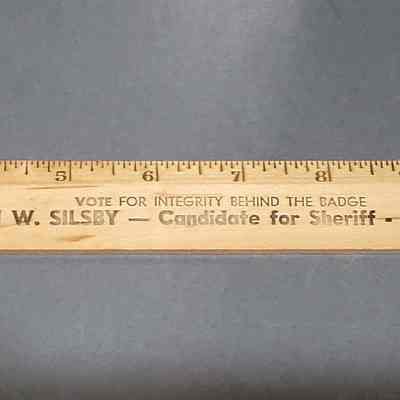 5 6 7 8
VOTE FOR INTEGRITY BEHIND THE BADGE
W. SILSBY — Candidate for Sheriff -